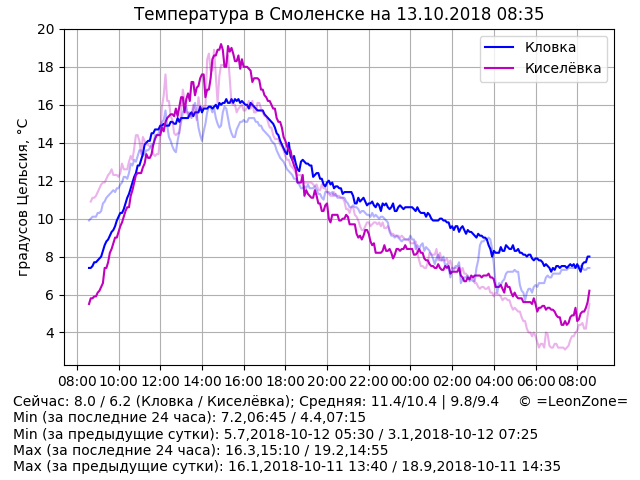 Температура в Смоленске на 13.10.2018 08:35
градусов Цельсия, °C
20
18
16
14
12
10
8
6
4
Кловка
Киселёвка
08:00 10:00 12:00 14:00 16:00 18:00 20:00 22:00 00:00 02:00 04:00 06:00 08:00
Сейчас: 8.0 / 6.2 (Кловка / Киселёвка); Средняя: 11.4/10.4 | 9.8/9.4 © =LeonZone=
Min (за последние 24 часа): 7.2,06:45 / 4.4,07:15
Min (за предыдущие сутки): 5.7,2018-10-12 05:30 / 3.1,2018-10-12 07:25
Max (за последние 24 часа): 16.3,15:10 / 19.2,14:55
Max (за предыдущие сутки): 16.1,2018-10-11 13:40 / 18.9,2018-10-11 14:35